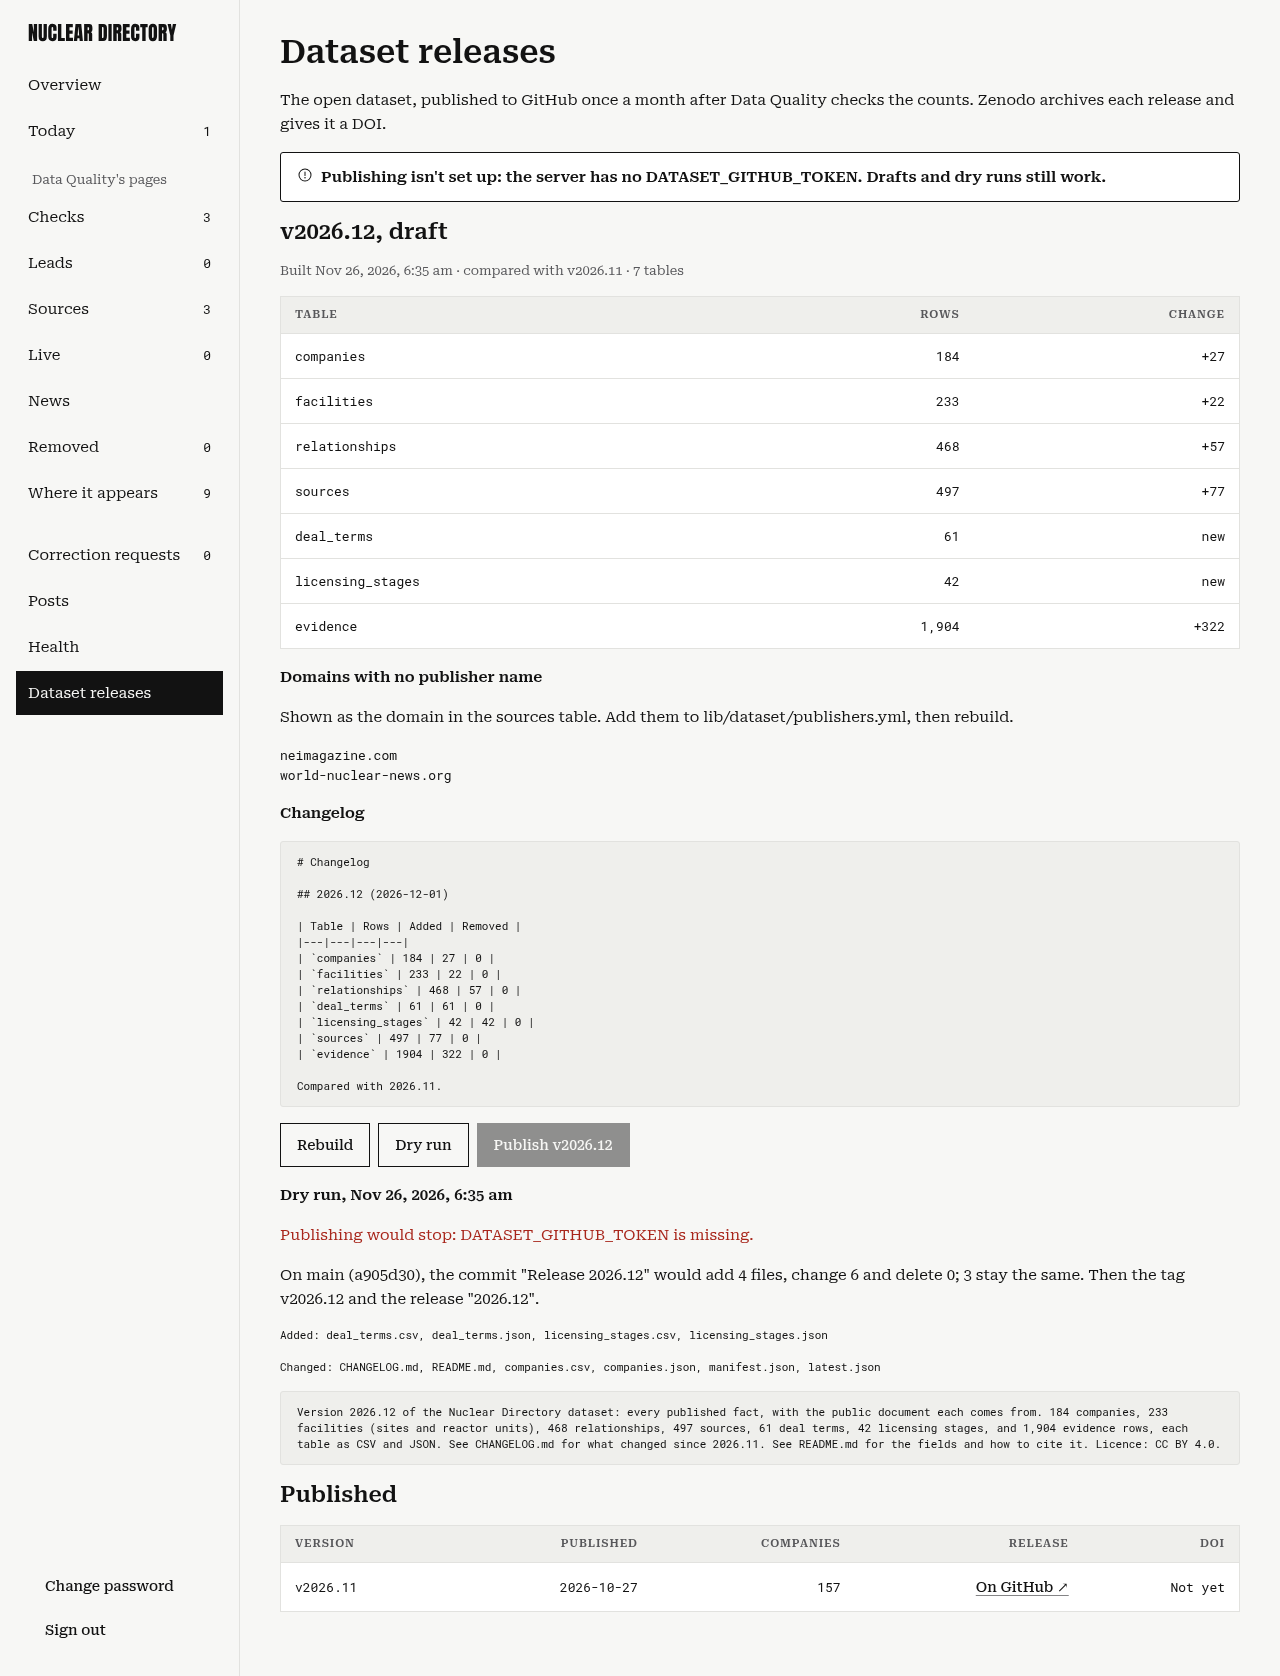 NUCLEAR DIRECTORY
Overview
Today 1
Data Quality's pages
Checks 3
Leads 0
Sources 3
Live 0
News
Removed 0
Where it appears 9
Correction requests 0
Posts
Health
Dataset releases
Change password
Sign out
Dataset releases
The open dataset, published to GitHub once a month after Data Quality checks the counts. Zenodo archives each release and
gives it a DOI.
Publishing isn't set up: the server has no DATASET_GITHUB_TOKEN. Drafts and dry runs still work.
v2026.12, draft
Built Nov 26, 2026, 6:35 am · compared with v2026.11 · 7 tables
TABLE ROWS CHANGE
companies 184 +27
facilities 233 +22
relationships 468 +57
sources 497 +77
deal_terms 61 new
licensing_stages 42 new
evidence 1,904 +322
Domains with no publisher name
Shown as the domain in the sources table. Add them to lib/dataset/publishers.yml, then rebuild.
neimagazine.com
world-nuclear-news.org
Changelog
# Changelog
## 2026.12 (2026-12-01)
| Table | Rows | Added | Removed |
|---|---|---|---|
| `companies` | 184 | 27 | 0 |
| `facilities` | 233 | 22 | 0 |
| `relationships` | 468 | 57 | 0 |
| `deal_terms` | 61 | 61 | 0 |
| `licensing_stages` | 42 | 42 | 0 |
| `sources` | 497 | 77 | 0 |
| `evidence` | 1904 | 322 | 0 |
Compared with 2026.11.
Rebuild Dry run Publish v2026.12
Dry run, Nov 26, 2026, 6:35 am
Publishing would stop: DATASET_GITHUB_TOKEN is missing.
On main (a905d30), the commit "Release 2026.12" would add 4 files, change 6 and delete 0; 3 stay the same. Then the tag
v2026.12 and the release "2026.12".
Added: deal_terms.csv, deal_terms.json, licensing_stages.csv, licensing_stages.json
Changed: CHANGELOG.md, README.md, companies.csv, companies.json, manifest.json, latest.json
Version 2026.12 of the Nuclear Directory dataset: every published fact, with the public document each comes from. 184 companies, 233
facilities (sites and reactor units), 468 relationships, 497 sources, 61 deal terms, 42 licensing stages, and 1,904 evidence rows, each
table as CSV and JSON. See CHANGELOG.md for what changed since 2026.11. See README.md for the fields and how to cite it. Licence: CC BY 4.0.
Published
VERSION PUBLISHED COMPANIES RELEASE DOI
v2026.11 2026-10-27 157 On GitHub ↗ Not yet